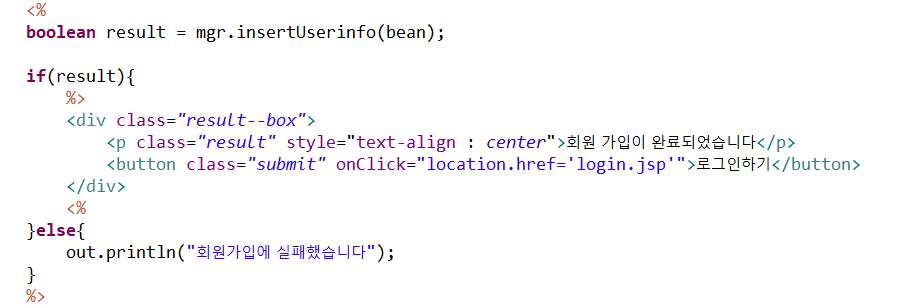 <%
boolean result = mgr.insertUserinfo(bean);
if(result){
%>
<div class="result--box">
<p class="result" style="text-align : center">회원 가입이 완료되었습니다</p>
<button class="submit" onClick="location.href='login.jsp'">로그인하기</button>
</div>
<%
}else{
out.println("회원가입에 실패했습니다");
}
%>